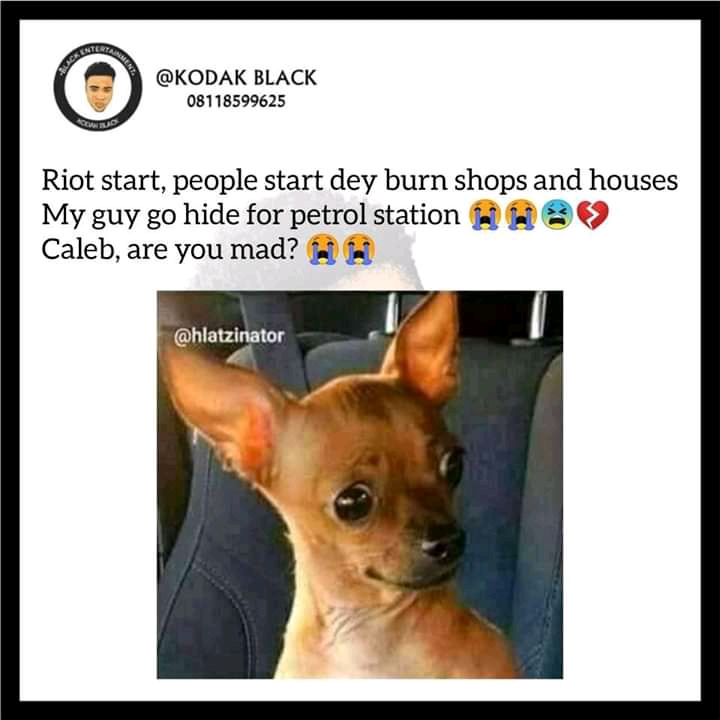 BLACK ENTERTAINMENT
KODAK BLACK
@KODAK BLACK
08118599625
Riot start, people start dey burn shops and houses
My guy go hide for petrol station 😭😭😫💔
Caleb, are you mad? 😭😭
@hlatzinator